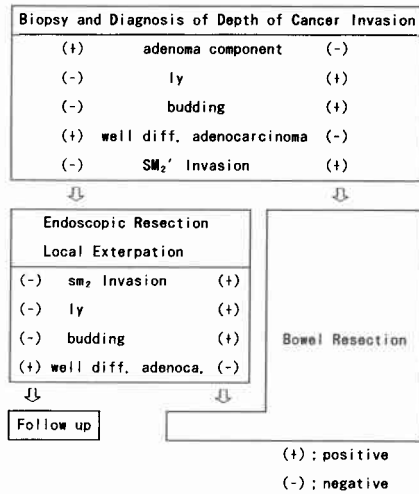 Biopsy and Diagnosis of Depth of Cancer Invasion
(+) adenoma component (-)
(-) ly (+)
(-) budding (+)
(+) well diff. adenocarcinoma (-)
(-) SM₂' Invasion (+)
Endoscopic Resection
Local Exterpation
(-) sm₂ Invasion (+)
(-) ly (+)
(-) budding (+)
(+) well diff. adenoca. (-)
Bowel Resection
Follow up
(+) ; positive
(-) ; negative